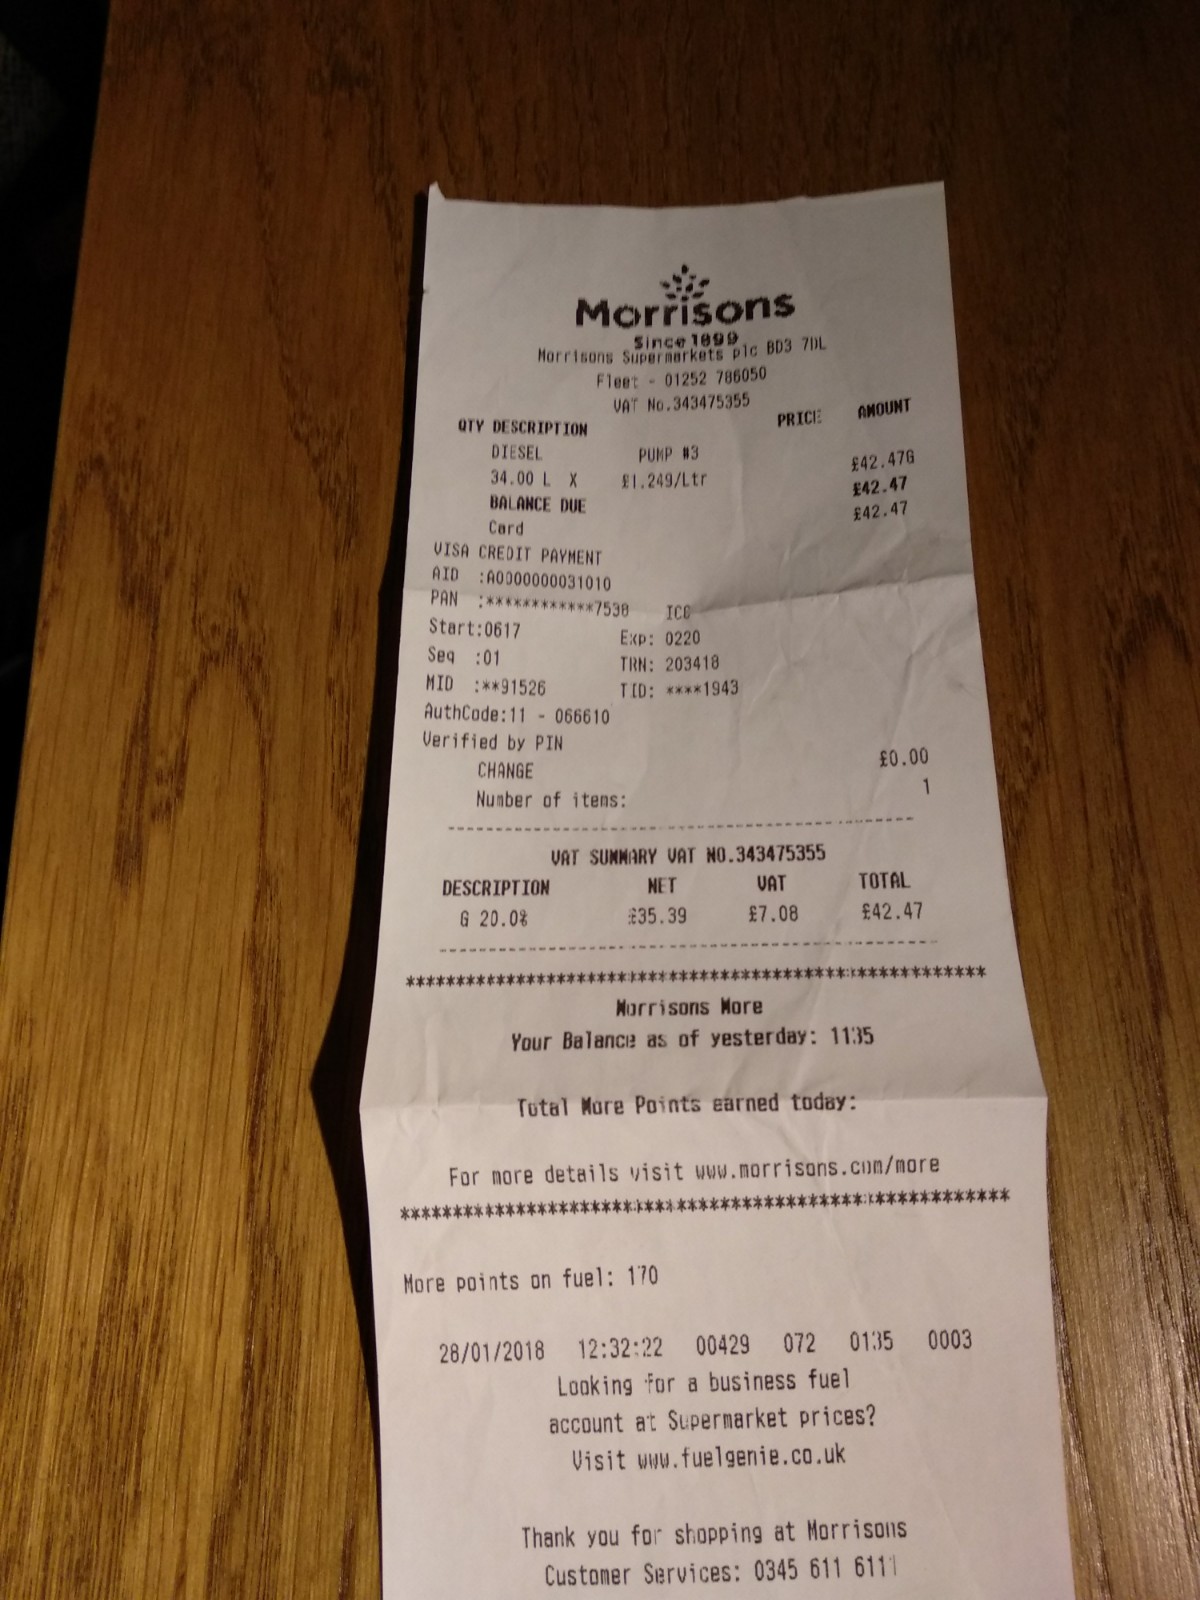 Morrisons
Since 1899
Morrisons Supermarkets plc BD3 7DL
Fleet - 01252 786050
VAT No.343475355
QTY DESCRIPTION PRICE AMOUNT
DIESEL PUMP #3
34.00 L X £1.249/Ltr £42.47G
BALANCE DUE £42.47
Card £42.47
VISA CREDIT PAYMENT
AID :A0000000031010
PAN :************7538 ICC
Start:0617 Exp: 0220
Seq :01 TRN: 203418
MID :**91526 TID: ****1943
AuthCode:11 - 066610
Verified by PIN
CHANGE £0.00
Number of items: 1
VAT SUMMARY VAT NO.343475355
DESCRIPTION NET VAT TOTAL
G 20.0% £35.39 £7.08 £42.47
Morrisons More
Your Balance as of yesterday: 1135
Total More Points earned today:
For more details visit www.morrisons.com/more
More points on fuel: 170
28/01/2018 12:32:22 00429 072 0135 0003
Looking for a business fuel
account at Supermarket prices?
Visit www.fuelgenie.co.uk
Thank you for shopping at Morrisons
Customer Services: 0345 611 6111